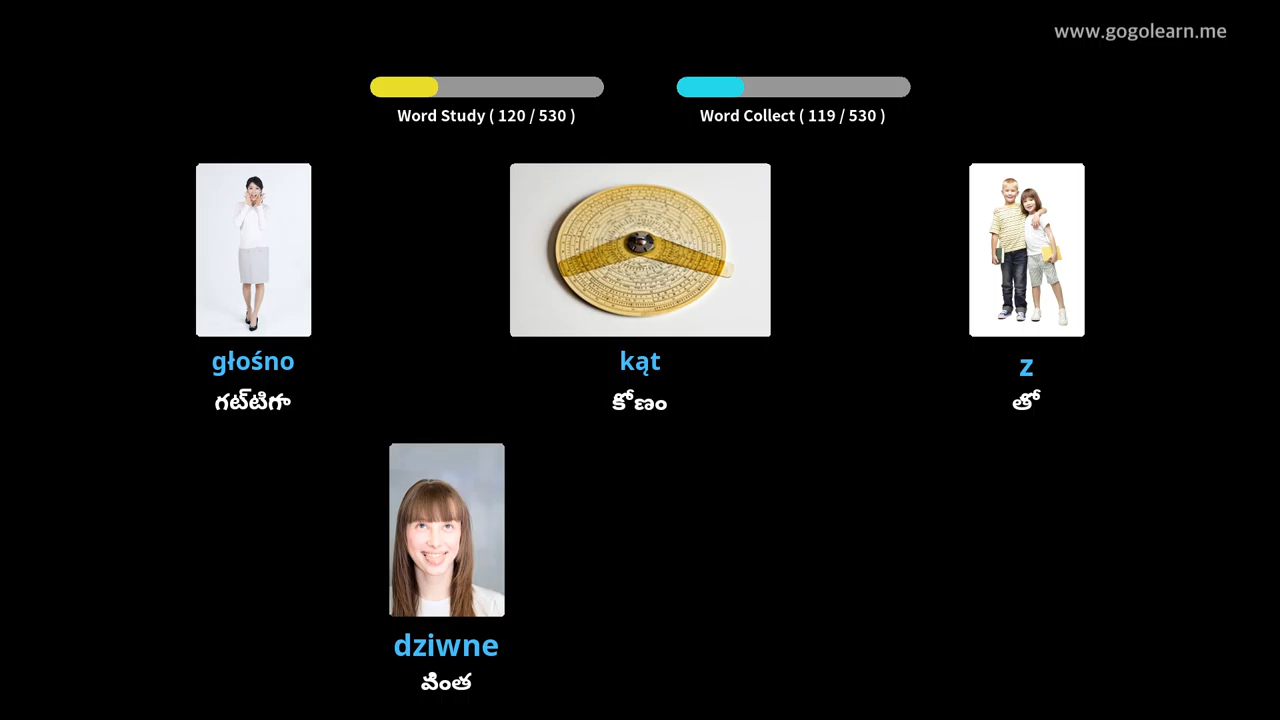 www.gogolearn.me
Word Study ( 120 / 530 )
Word Collect ( 119 / 530 )
głośno
kąt
z
గట్టిగా
కోణం
తో
dziwne
వింత